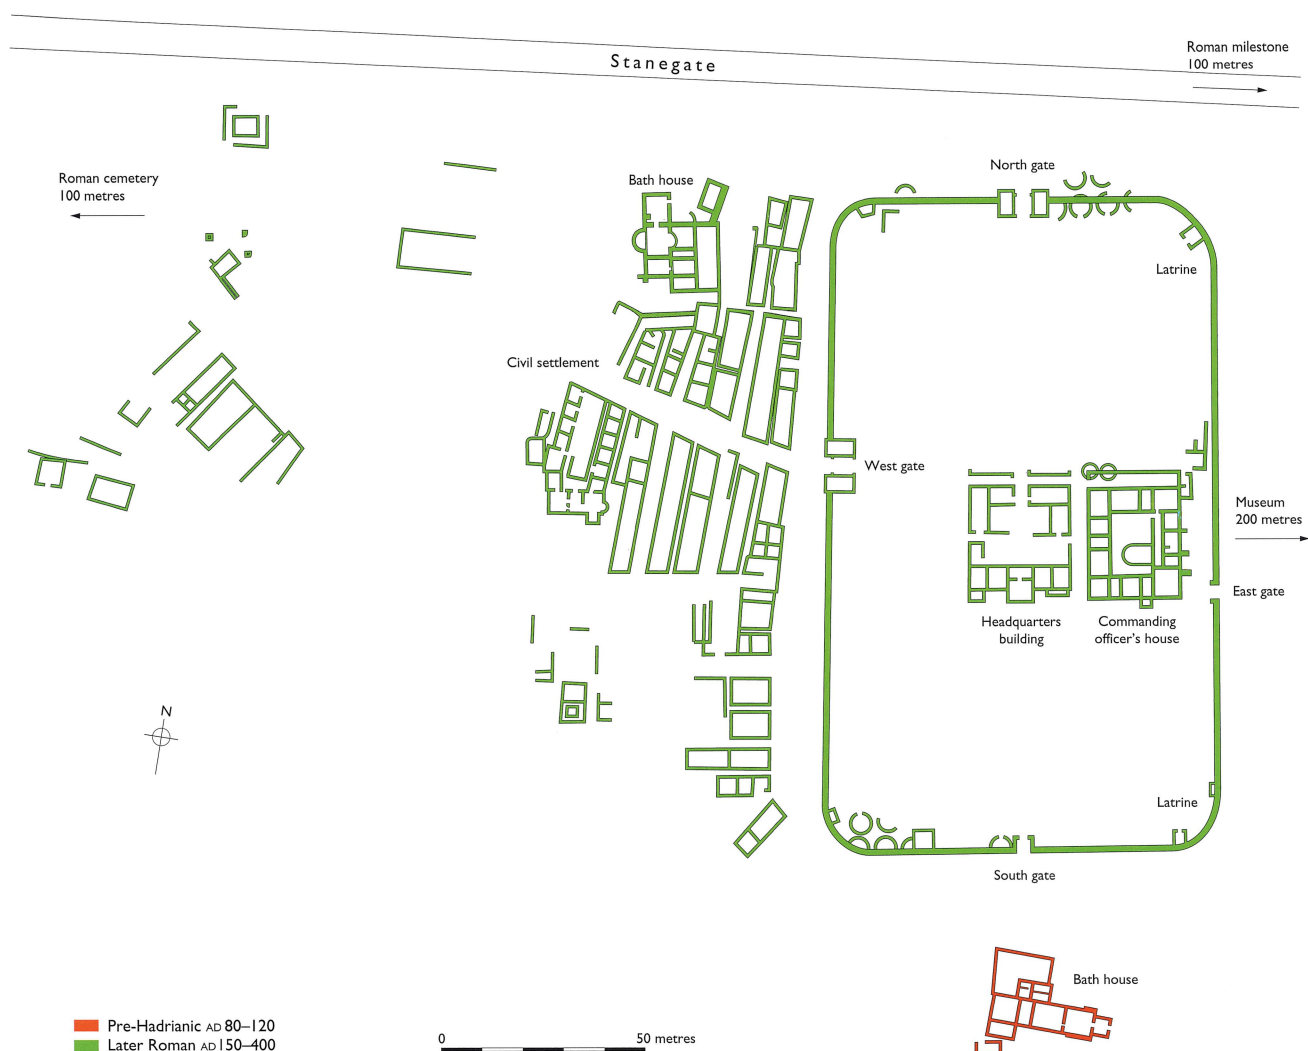 Stanegate
Roman milestone
100 metres
Roman cemetery
100 metres
Bath house
North gate
Latrine
Civil settlement
West gate
Museum
200 metres
East gate
Headquarters
building
Commanding
officer's house
N
Latrine
South gate
Bath house
Pre-Hadrianic AD 80–120
Later Roman AD 150–400
0
50 metres